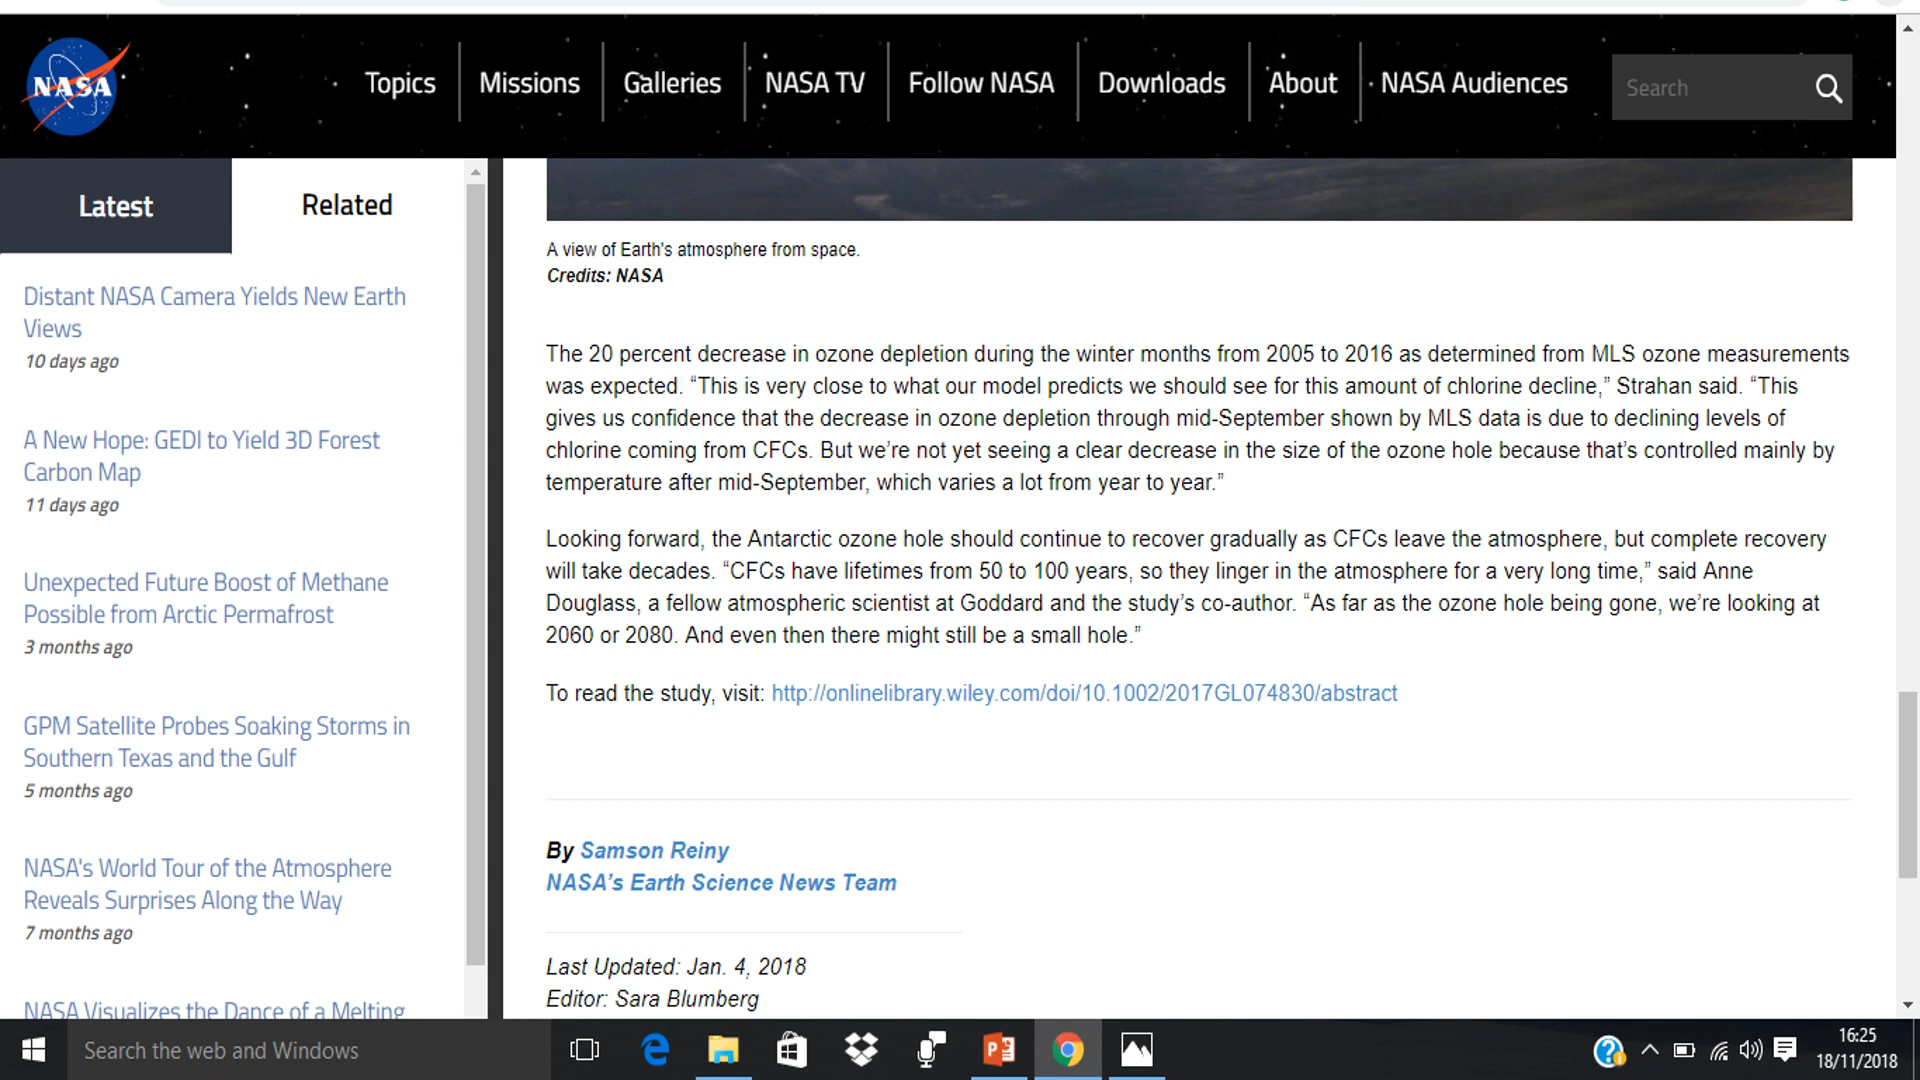 NASA
Topics
Missions
Galleries
NASA TV
Follow NASA
Downloads
About
NASA Audiences
Search
Latest
Related
Distant NASA Camera Yields New Earth
Views
10 days ago
A New Hope: GEDI to Yield 3D Forest
Carbon Map
11 days ago
Unexpected Future Boost of Methane
Possible from Arctic Permafrost
3 months ago
GPM Satellite Probes Soaking Storms in
Southern Texas and the Gulf
5 months ago
NASA's World Tour of the Atmosphere
Reveals Surprises Along the Way
7 months ago
NASA Visualizes the Dance of a Melting
A view of Earth's atmosphere from space.
Credits: NASA
The 20 percent decrease in ozone depletion during the winter months from 2005 to 2016 as determined from MLS ozone measurements
was expected. “This is very close to what our model predicts we should see for this amount of chlorine decline,” Strahan said. “This
gives us confidence that the decrease in ozone depletion through mid-September shown by MLS data is due to declining levels of
chlorine coming from CFCs. But we’re not yet seeing a clear decrease in the size of the ozone hole because that’s controlled mainly by
temperature after mid-September, which varies a lot from year to year.”
Looking forward, the Antarctic ozone hole should continue to recover gradually as CFCs leave the atmosphere, but complete recovery
will take decades. “CFCs have lifetimes from 50 to 100 years, so they linger in the atmosphere for a very long time,” said Anne
Douglass, a fellow atmospheric scientist at Goddard and the study’s co-author. “As far as the ozone hole being gone, we’re looking at
2060 or 2080. And even then there might still be a small hole.”
To read the study, visit: http://onlinelibrary.wiley.com/doi/10.1002/2017GL074830/abstract
By Samson Reiny
NASA’s Earth Science News Team
Last Updated: Jan. 4, 2018
Editor: Sara Blumberg
Search the web and Windows
16:25
18/11/2018